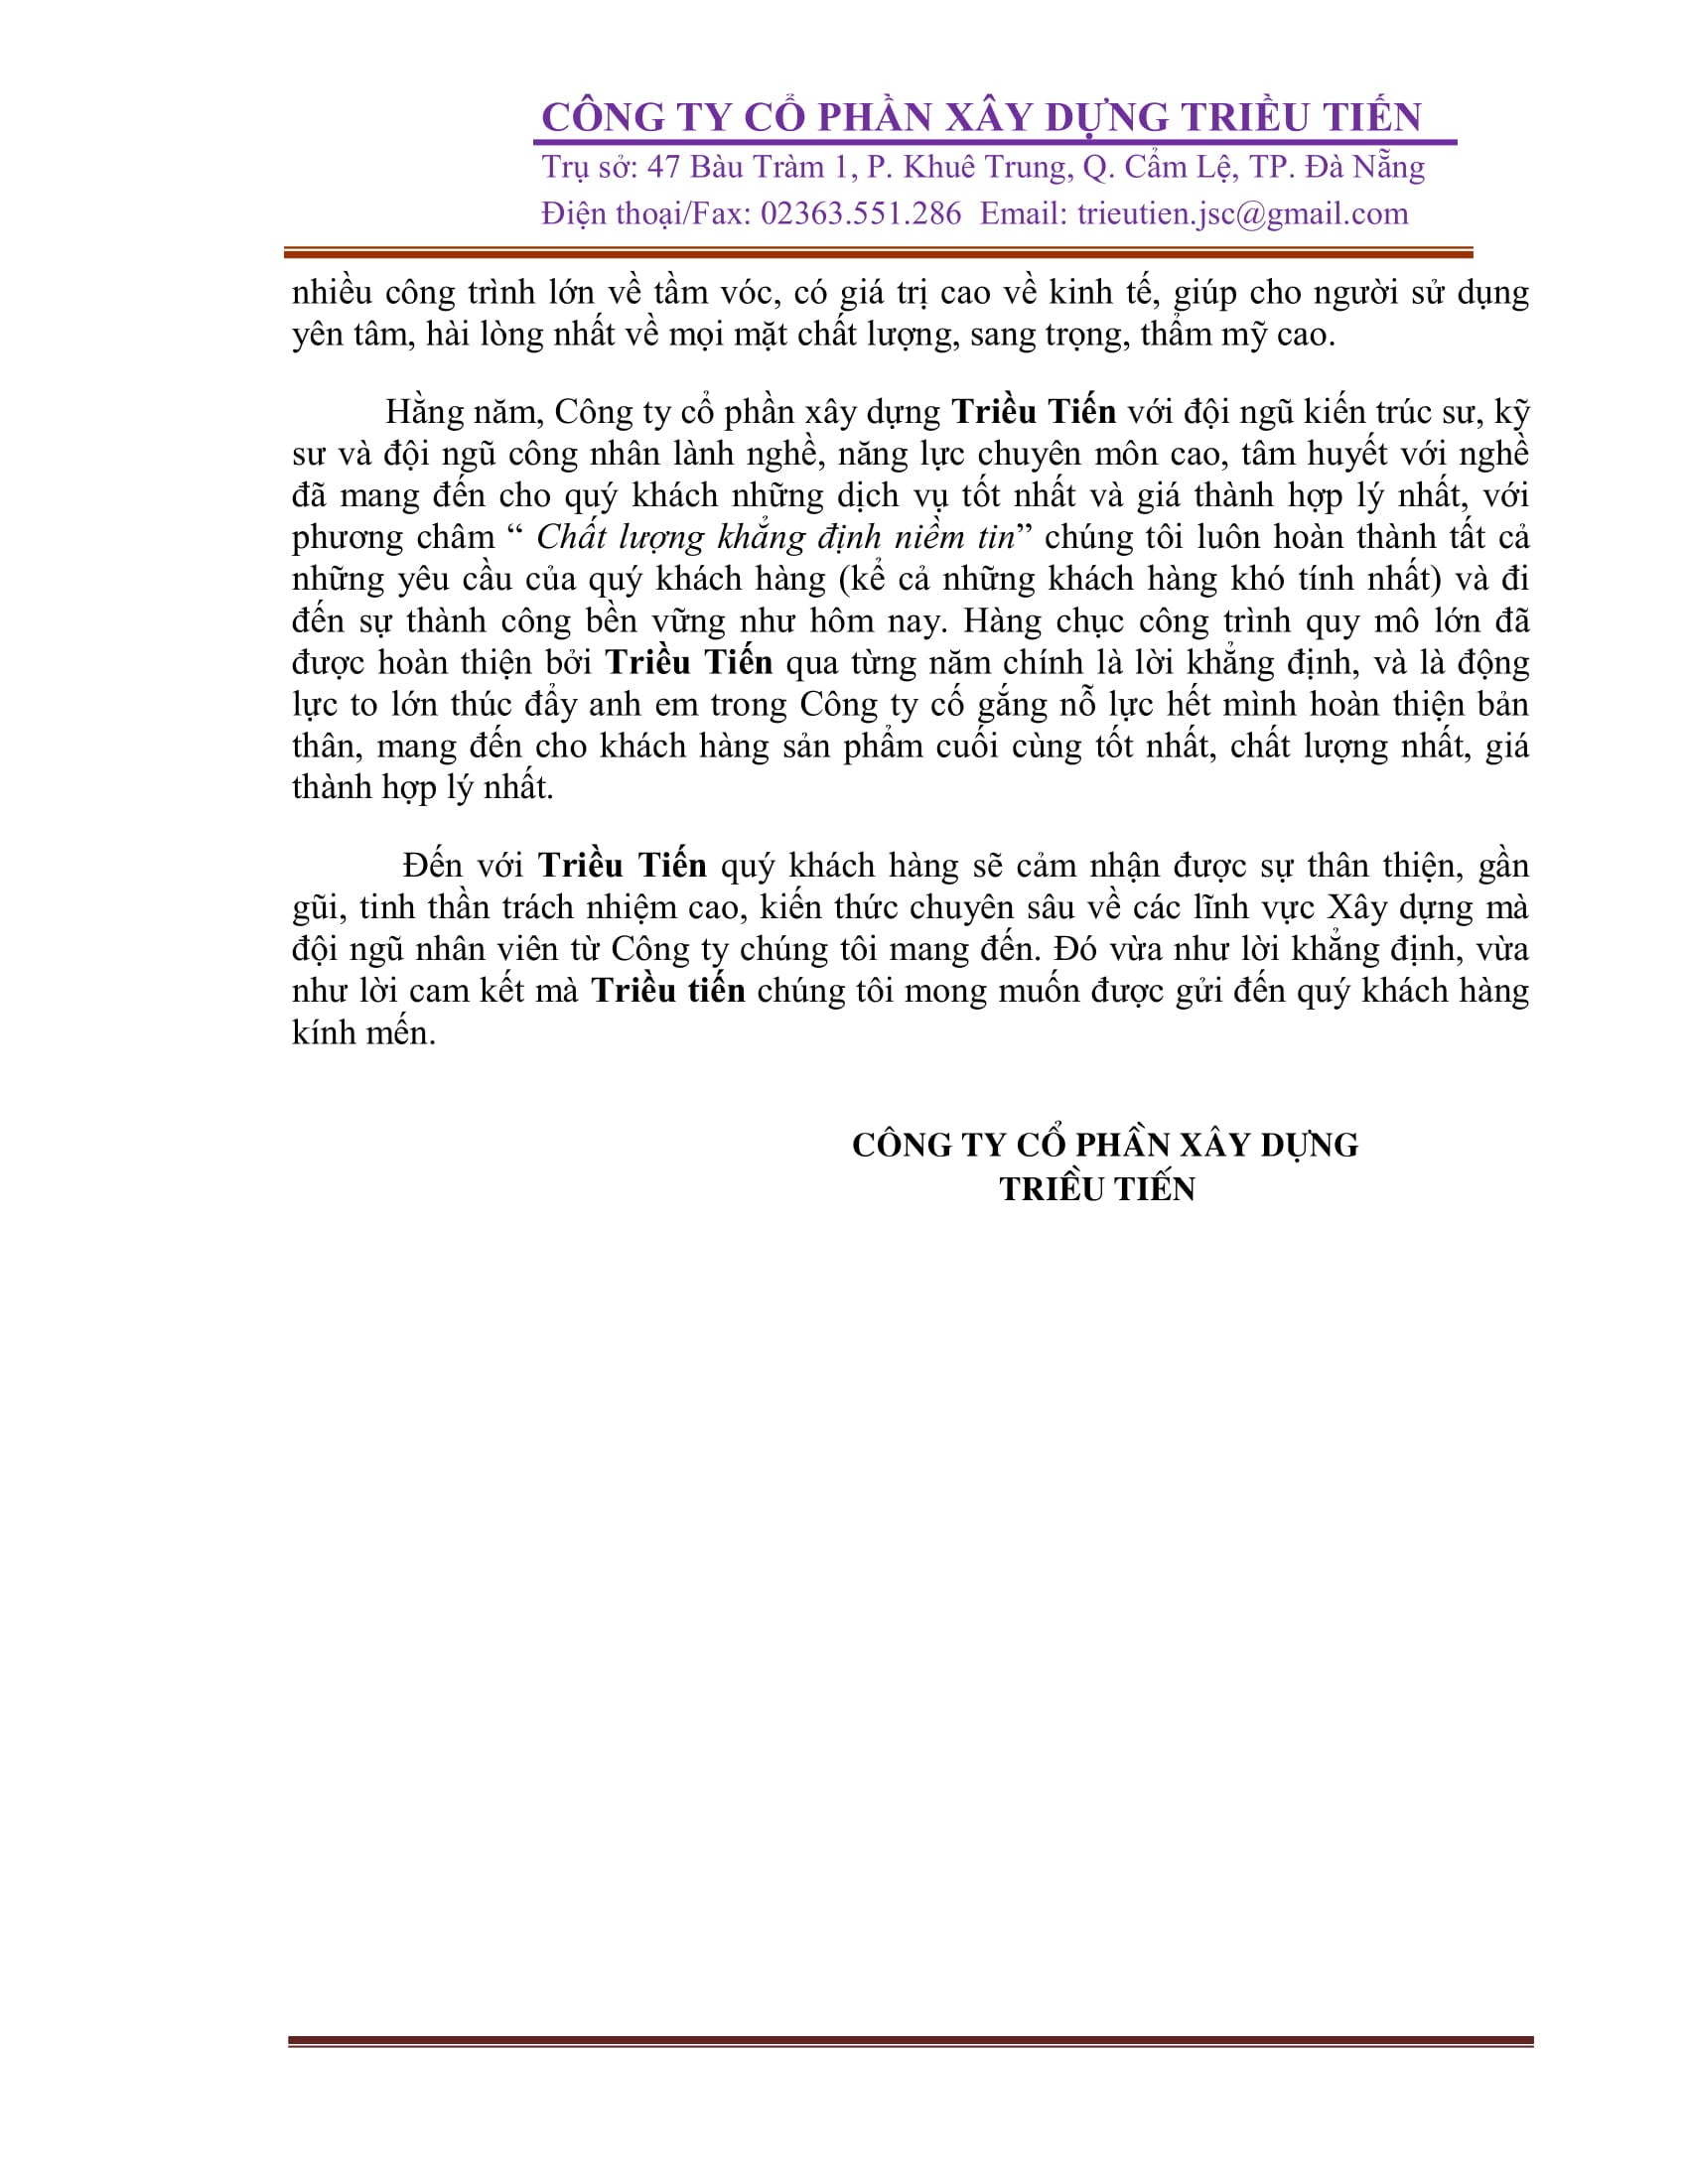 CÔNG TY CỔ PHẦN XÂY DỰNG TRIỀU TIẾN
Trụ sở: 47 Bàu Tràm 1, P. Khuê Trung, Q. Cẩm Lệ, TP. Đà Nẵng
Điện thoại/Fax: 02363.551.286  Email: trieutien.jsc@gmail.com
nhiều công trình lớn về tầm vóc, có giá trị cao về kinh tế, giúp cho người sử dụng
yên tâm, hài lòng nhất về mọi mặt chất lượng, sang trọng, thẩm mỹ cao.
Hằng năm, Công ty cổ phần xây dựng Triều Tiến với đội ngũ kiến trúc sư, kỹ
sư và đội ngũ công nhân lành nghề, năng lực chuyên môn cao, tâm huyết với nghề
đã mang đến cho quý khách những dịch vụ tốt nhất và giá thành hợp lý nhất, với
phương châm “ Chất lượng khẳng định niềm tin” chúng tôi luôn hoàn thành tất cả
những yêu cầu của quý khách hàng (kể cả những khách hàng khó tính nhất) và đi
đến sự thành công bền vững như hôm nay. Hàng chục công trình quy mô lớn đã
được hoàn thiện bởi Triều Tiến qua từng năm chính là lời khẳng định, và là động
lực to lớn thúc đẩy anh em trong Công ty cố gắng nỗ lực hết mình hoàn thiện bản
thân, mang đến cho khách hàng sản phẩm cuối cùng tốt nhất, chất lượng nhất, giá
thành hợp lý nhất.
Đến với Triều Tiến quý khách hàng sẽ cảm nhận được sự thân thiện, gần
gũi, tinh thần trách nhiệm cao, kiến thức chuyên sâu về các lĩnh vực Xây dựng mà
đội ngũ nhân viên từ Công ty chúng tôi mang đến. Đó vừa như lời khẳng định, vừa
như lời cam kết mà Triều tiến chúng tôi mong muốn được gửi đến quý khách hàng
kính mến.
CÔNG TY CỔ PHẦN XÂY DỰNG
TRIỀU TIẾN